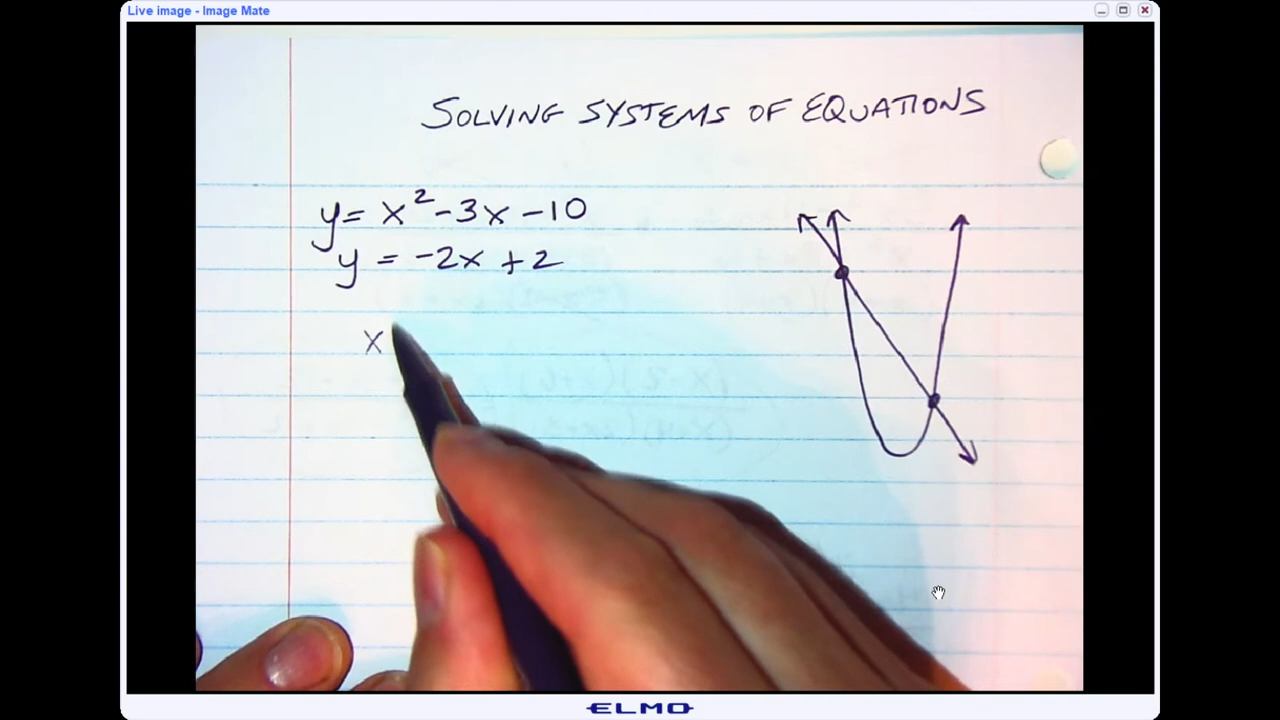 Live image - Image Mate
SOLVING SYSTEMS OF EQUATIONS
y = x² - 3x - 10
y = -2x + 2
x
ELMO